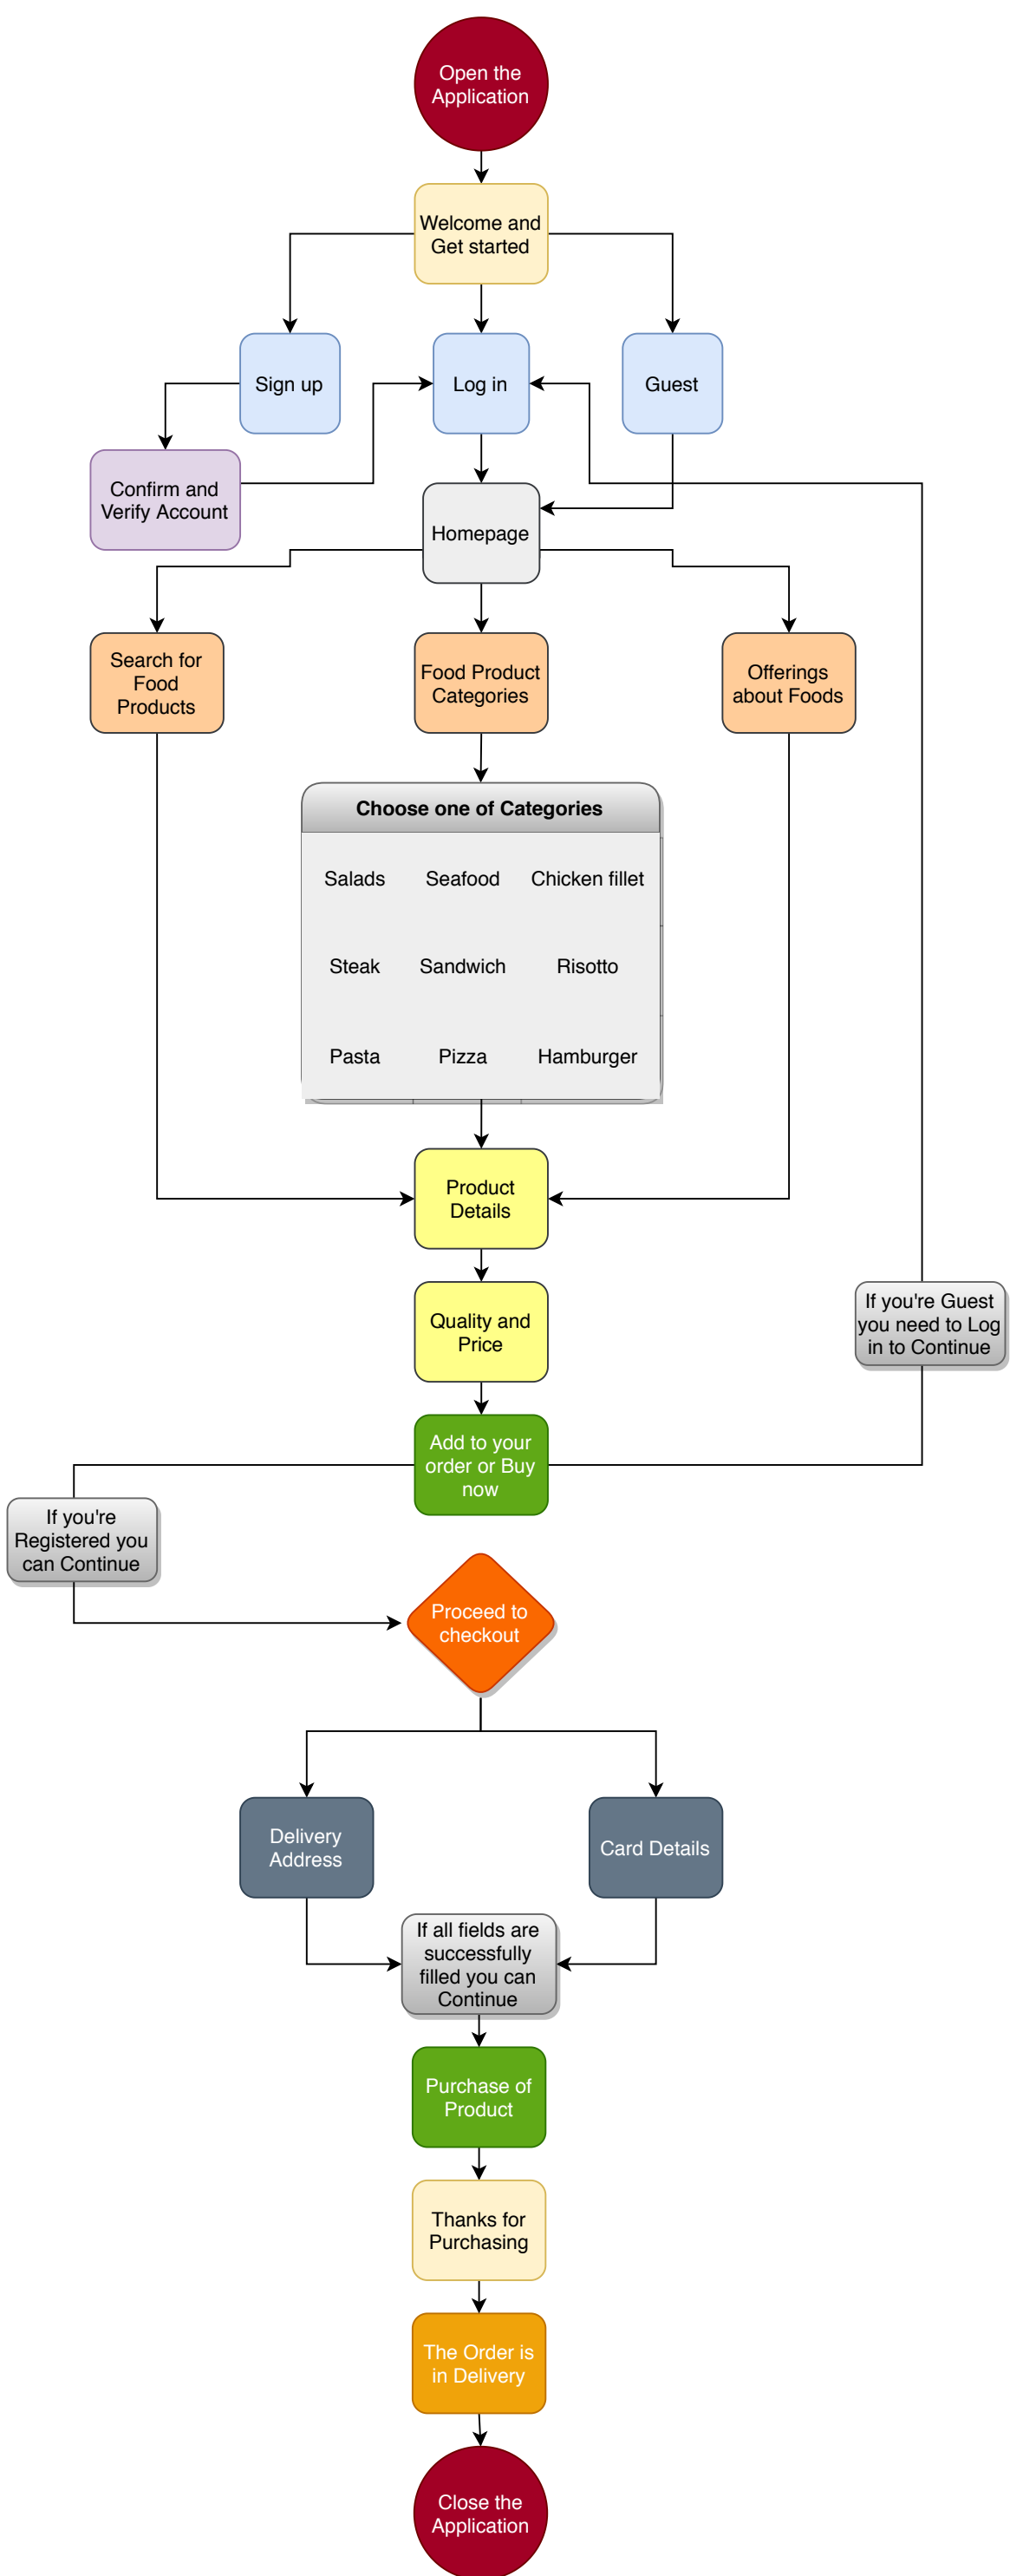 Open the
Application
Welcome and
Get started
Sign up
Log in
Guest
Confirm and
Verify Account
Homepage
Search for
Food
Products
Food Product
Categories
Offerings
about Foods
Choose one of Categories
Salads Seafood Chicken fillet
Steak Sandwich Risotto
Pasta Pizza Hamburger
Product
Details
Quality and
Price
If you're Guest
you need to Log
in to Continue
Add to your
order or Buy
now
If you're
Registered you
can Continue
Proceed to
checkout
Delivery
Address
Card Details
If all fields are
successfully
filled you can
Continue
Purchase of
Product
Thanks for
Purchasing
The Order is
in Delivery
Close the
Application